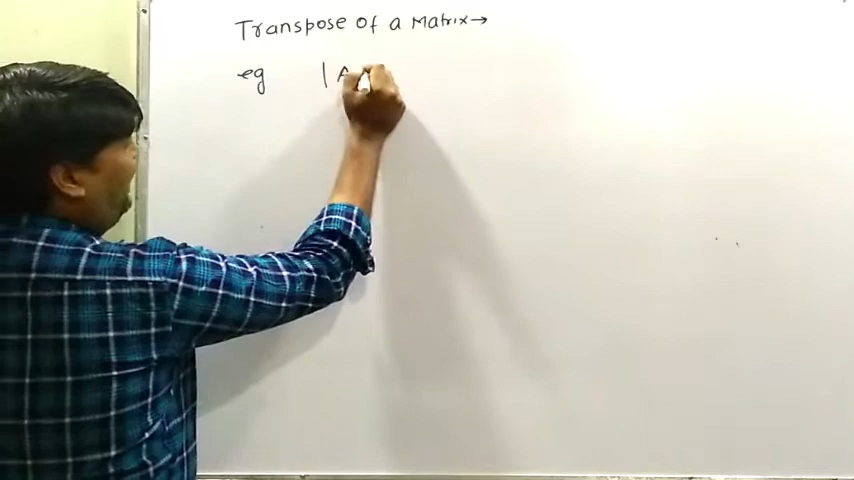 Transpose of a Matrix→
eg | A